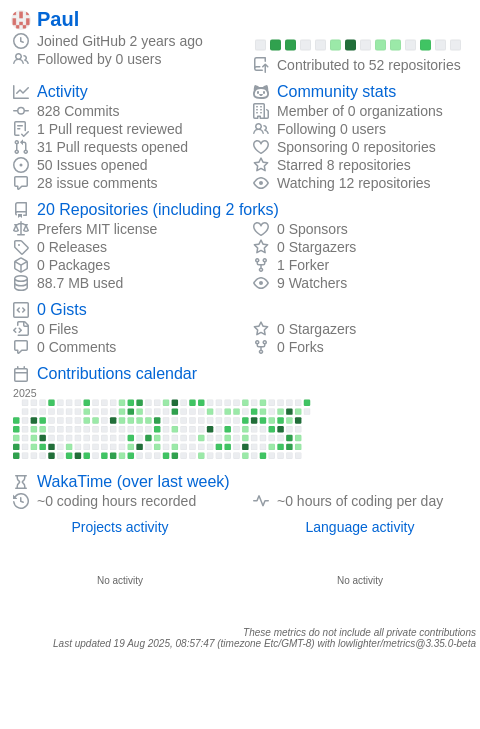 Paul
Joined GitHub 2 years ago
Followed by 0 users
Contributed to 52 repositories
Activity
828 Commits
1 Pull request reviewed
31 Pull requests opened
50 Issues opened
28 issue comments
Community stats
Member of 0 organizations
Following 0 users
Sponsoring 0 repositories
Starred 8 repositories
Watching 12 repositories
20 Repositories (including 2 forks)
Prefers MIT license
0 Releases
0 Packages
88.7 MB used
0 Sponsors
0 Stargazers
1 Forker
9 Watchers
0 Gists
0 Files
0 Comments
0 Stargazers
0 Forks
Contributions calendar
2025
WakaTime (over last week)
~0 coding hours recorded
~0 hours of coding per day
Projects activity
No activity
Language activity
No activity
These metrics do not include all private contributions
Last updated 19 Aug 2025, 08:57:47 (timezone Etc/GMT-8) with lowlighter/metrics@3.35.0-beta